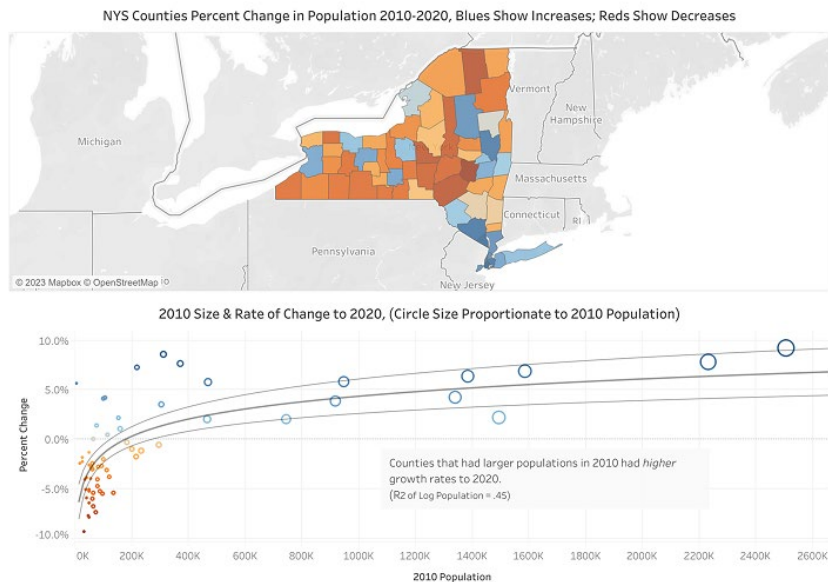 NYS Counties Percent Change in Population 2010-2020, Blues Show Increases; Reds Show Decreases
Michigan
Vermont
New
Hampshire
Massachusetts
Connecticut
RI
Pennsylvania
New Jersey
© 2023 Mapbox © OpenStreetMap
2010 Size & Rate of Change to 2020, (Circle Size Proportionate to 2010 Population)
10.0%
5.0%
0.0%
-5.0%
-10.0%
Percent Change
Counties that had larger populations in 2010 had higher
growth rates to 2020.
(R2 of Log Population = .45)
0K 200K 400K 600K 800K 1000K 1200K 1400K 1600K 1800K 2000K 2200K 2400K 2600K
2010 Population